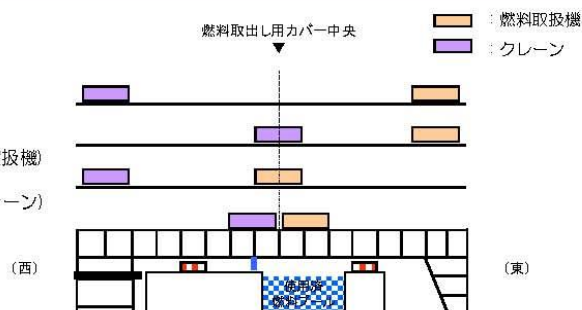 燃料取出し用カバー中央
：燃料取扱機
：クレーン
扱機)
ーン)
〔西〕
〔東〕
使用済
燃料プール